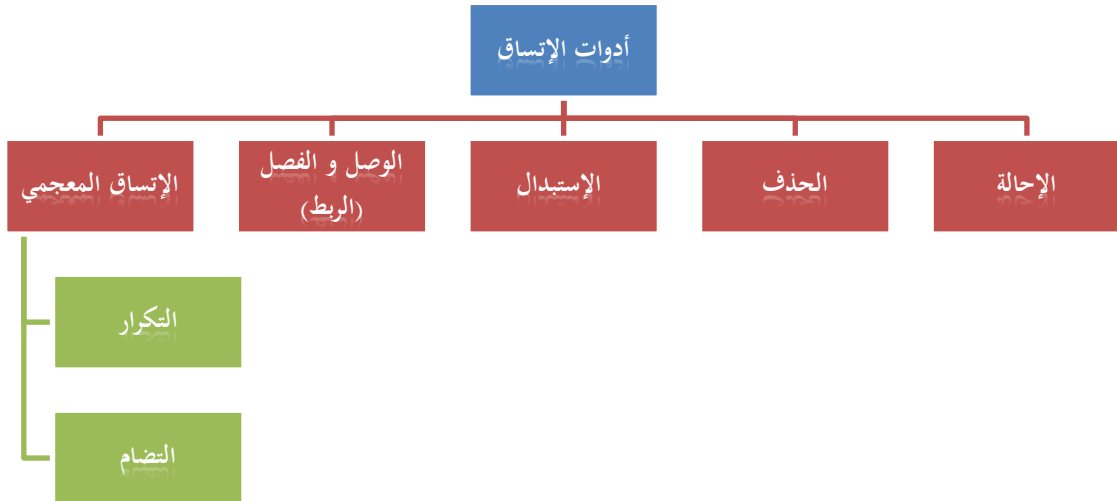 أدوات الإتساق
الإحالة
الحذف
الإستبدال
الوصل و الفصل
(الربط)
الإتساق المعجمي
التكرار
التضام